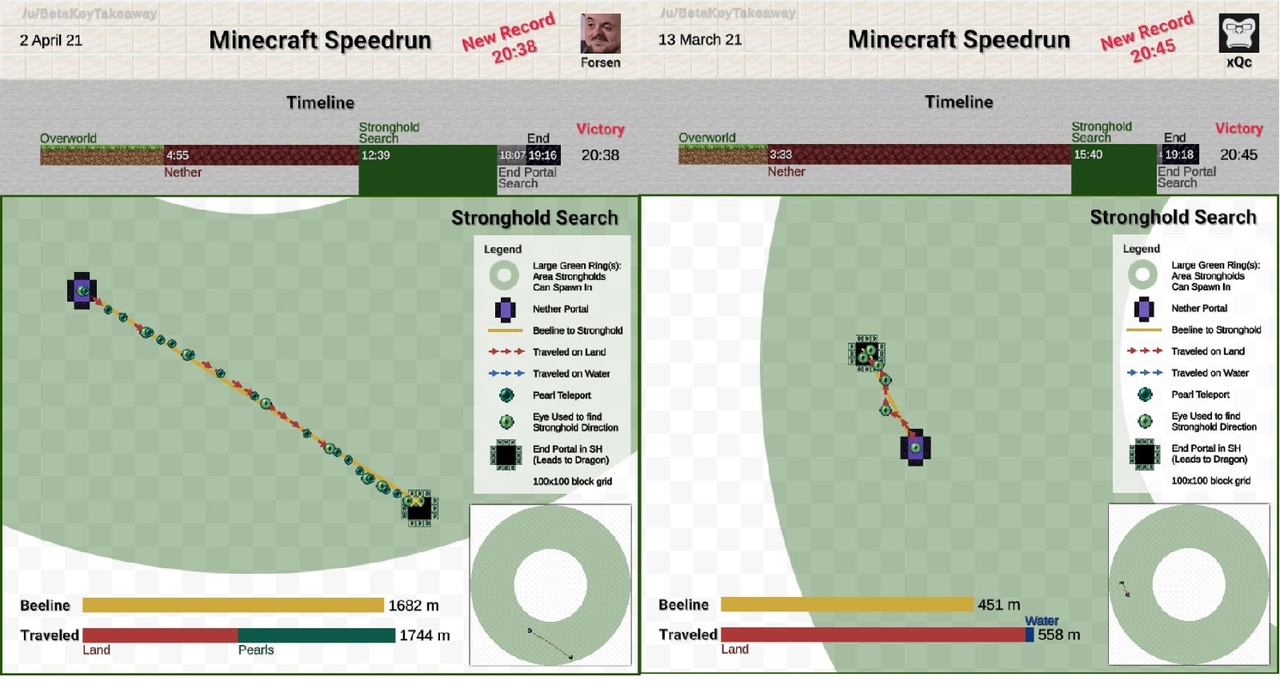 /u/BetaKeyTakeaway
2 April 21
Minecraft Speedrun
New Record
20:38
Forsen
Timeline
Overworld
Stronghold
Search
End
Victory
4:55
12:39
18:07
19:16
20:38
Nether
End Portal
Search
Stronghold Search
Legend
Large Green Ring(s):
Area Strongholds
Can Spawn In
Nether Portal
Beeline to Stronghold
Traveled on Land
Traveled on Water
Pearl Teleport
Eye Used to find
Stronghold Direction
End Portal in SH
(Leads to Dragon)
100x100 block grid
Beeline
1682 m
Traveled
1744 m
Land
Pearls
/u/BetaKeyTakeaway
13 March 21
Minecraft Speedrun
New Record
20:45
xQc
Timeline
Overworld
Stronghold
Search
End
Victory
3:33
15:40
19:18
20:45
Nether
End Portal
Search
Stronghold Search
Legend
Large Green Ring(s):
Area Strongholds
Can Spawn In
Nether Portal
Beeline to Stronghold
Traveled on Land
Traveled on Water
Pearl Teleport
Eye Used to find
Stronghold Direction
End Portal in SH
(Leads to Dragon)
100x100 block grid
Beeline
451 m
Water
Traveled
558 m
Land